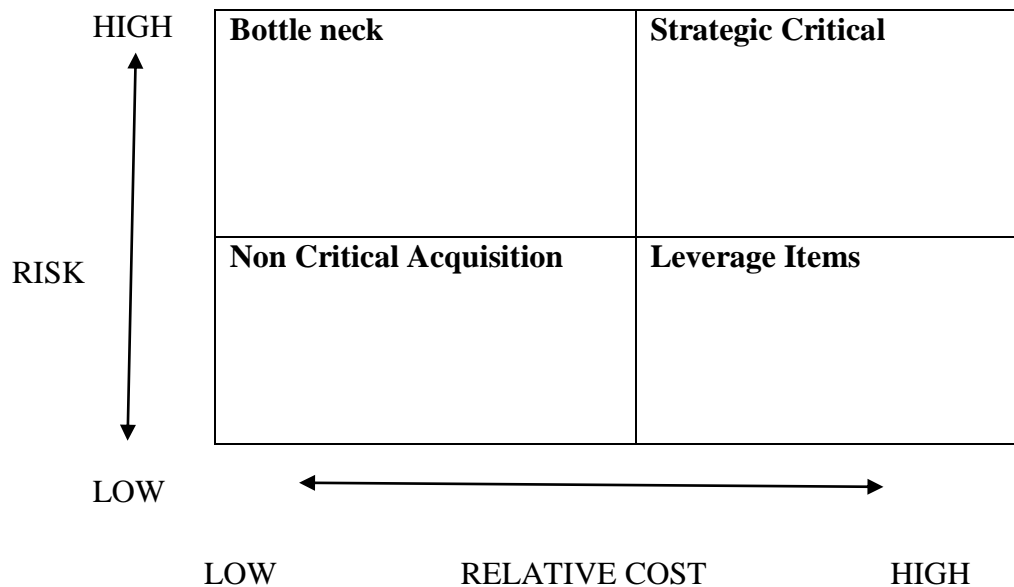 HIGH
Bottle neck
Strategic Critical
RISK
Non Critical Acquisition
Leverage Items
LOW
LOW RELATIVE COST HIGH